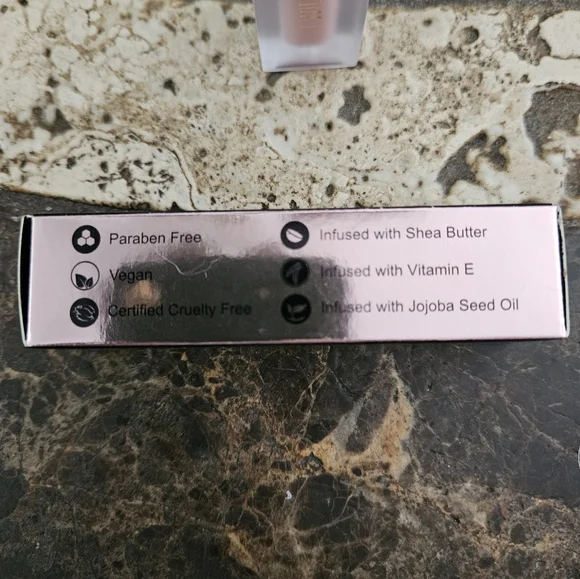 Paraben Free
Vegan
Certified Cruelty Free
Infused with Shea Butter
Infused with Vitamin E
Infused with Jojoba Seed Oil